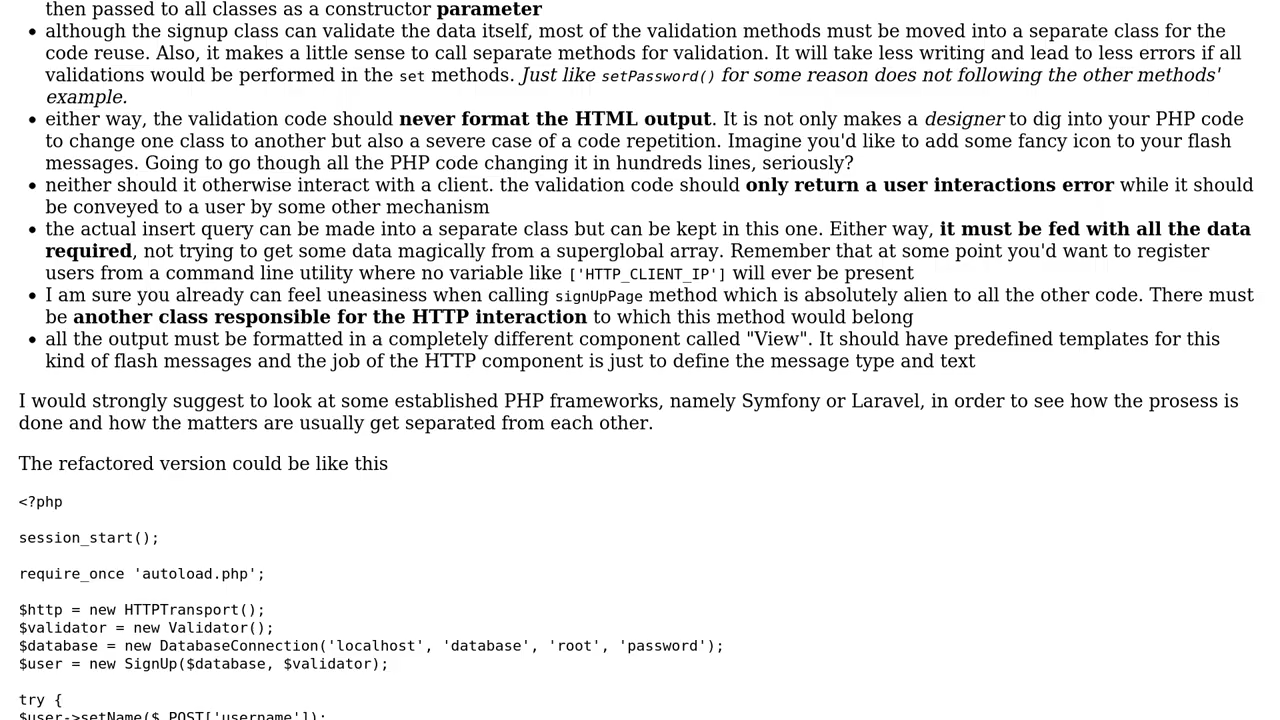 then passed to all classes as a constructor parameter
although the signup class can validate the data itself, most of the validation methods must be moved into a separate class for the
code reuse. Also, it makes a little sense to call separate methods for validation. It will take less writing and lead to less errors if all
validations would be performed in the set methods. Just like setPassword() for some reason does not following the other methods'
example.
either way, the validation code should never format the HTML output. It is not only makes a designer to dig into your PHP code
to change one class to another but also a severe case of a code repetition. Imagine you'd like to add some fancy icon to your flash
messages. Going to go though all the PHP code changing it in hundreds lines, seriously?
neither should it otherwise interact with a client. the validation code should only return a user interactions error while it should
be conveyed to a user by some other mechanism
the actual insert query can be made into a separate class but can be kept in this one. Either way, it must be fed with all the data
required, not trying to get some data magically from a superglobal array. Remember that at some point you'd want to register
users from a command line utility where no variable like ['HTTP_CLIENT_IP'] will ever be present
I am sure you already can feel uneasiness when calling signUpPage method which is absolutely alien to all the other code. There must
be another class responsible for the HTTP interaction to which this method would belong
all the output must be formatted in a completely different component called "View". It should have predefined templates for this
kind of flash messages and the job of the HTTP component is just to define the message type and text
I would strongly suggest to look at some established PHP frameworks, namely Symfony or Laravel, in order to see how the prosess is
done and how the matters are usually get separated from each other.
The refactored version could be like this
<?php
session_start();
require_once 'autoload.php';
$http = new HTTPTransport();
$validator = new Validator();
$database = new DatabaseConnection('localhost', 'database', 'root', 'password');
$user = new SignUp($database, $validator);
try {
$user->setName($_POST['username']);